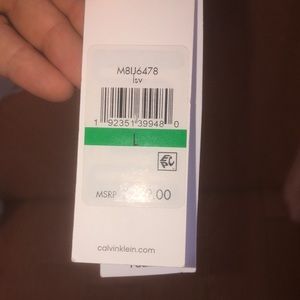 M8IJ6478
lsv
1 92351 39948 0
L
MSRP
calvinklein.com